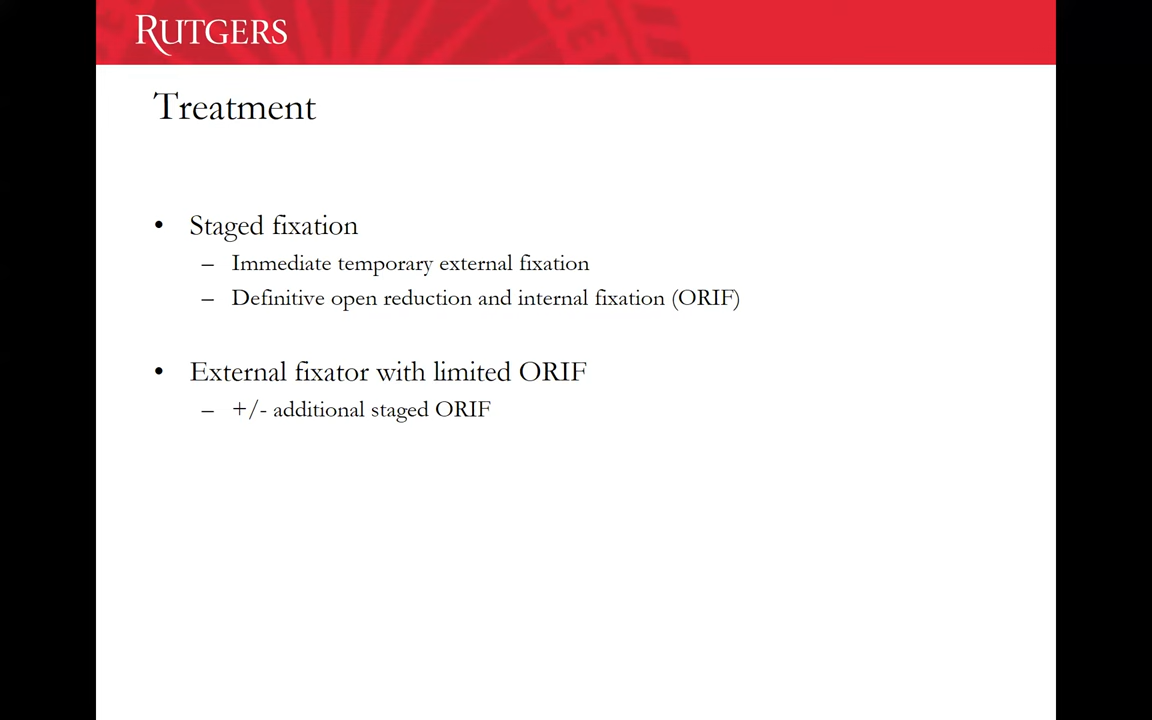 RUTGERS
Treatment
• Staged fixation
– Immediate temporary external fixation
– Definitive open reduction and internal fixation (ORIF)
• External fixator with limited ORIF
– +/- additional staged ORIF